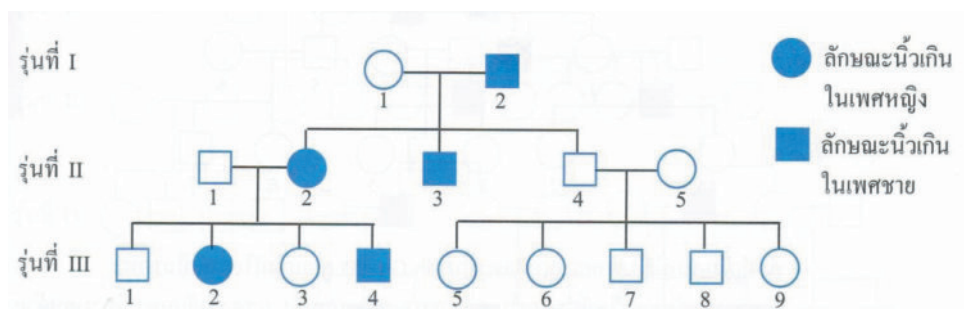 รุ่นที่ I
1 2
ลักษณะนิ้วเกิน
ในเพศหญิง
รุ่นที่ II
1 2 3 4 5
ลักษณะนิ้วเกิน
ในเพศชาย
รุ่นที่ III
1 2 3 4 5 6 7 8 9